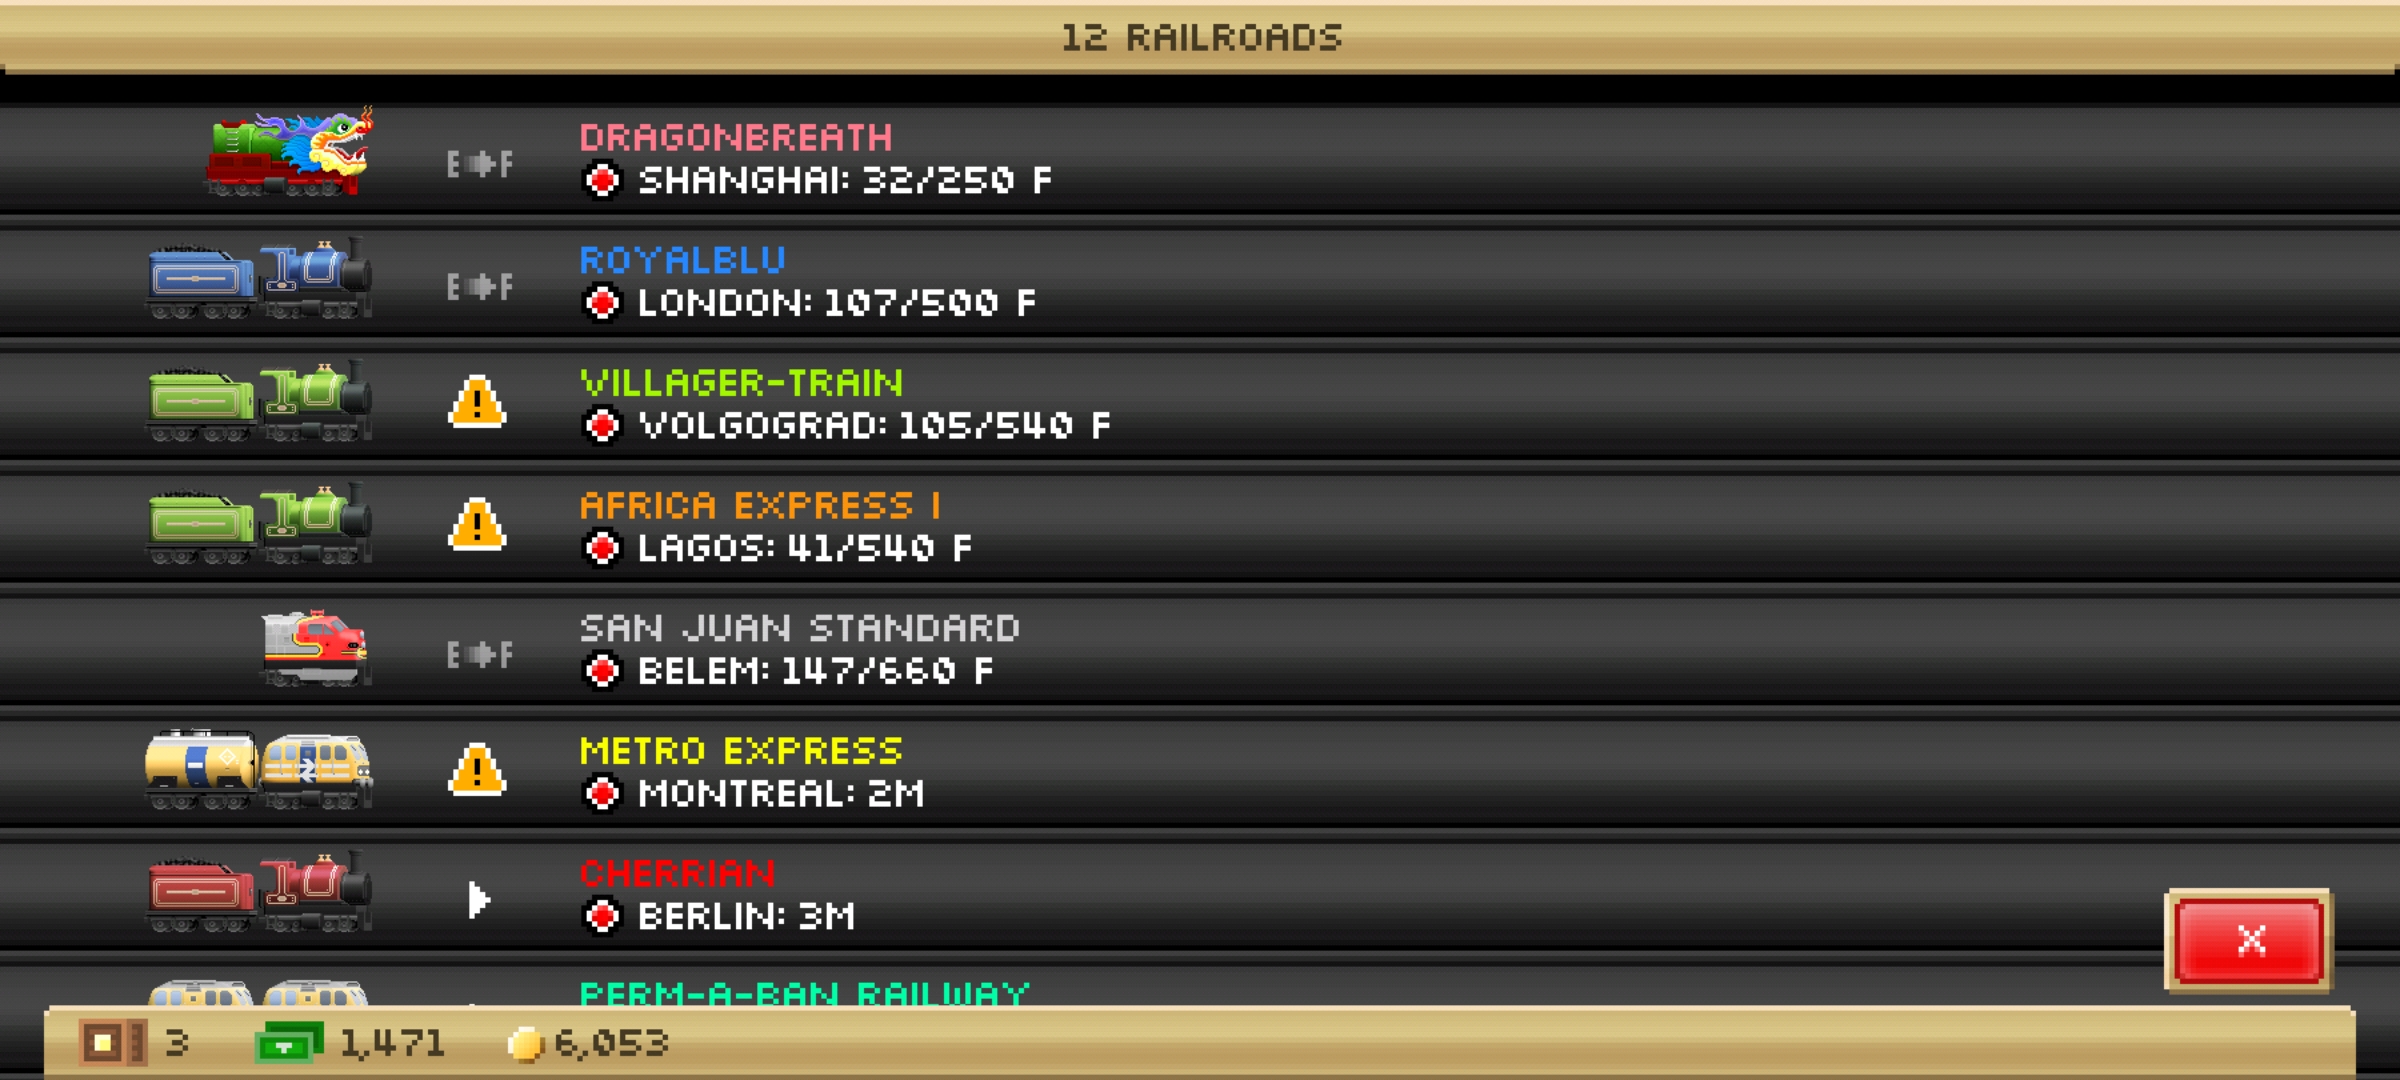 12 RAILROADS
E F
DRAGONBREATH
SHANGHAI: 32/250 F
E F
ROYALBLU
LONDON: 107/500 F
VILLAGER-TRAIN
VOLGOGRAD: 105/540 F
AFRICA EXPRESS I
LAGOS: 41/540 F
E F
SAN JUAN STANDARD
BELEM: 147/660 F
METRO EXPRESS
MONTREAL: 2M
CHERRIAN
BERLIN: 3M
X
PERM-A-BAN RAILWAY
3 1,471 6,053